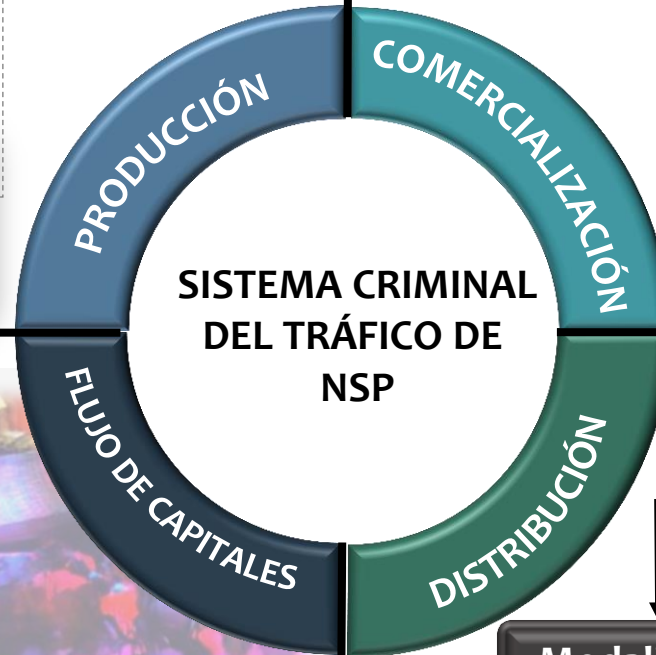 PRODUCCIÓN
COMERCIALIZACIÓN
SISTEMA CRIMINAL
DEL TRÁFICO DE
NSP
FLUJO DE CAPITALES
DISTRIBUCIÓN